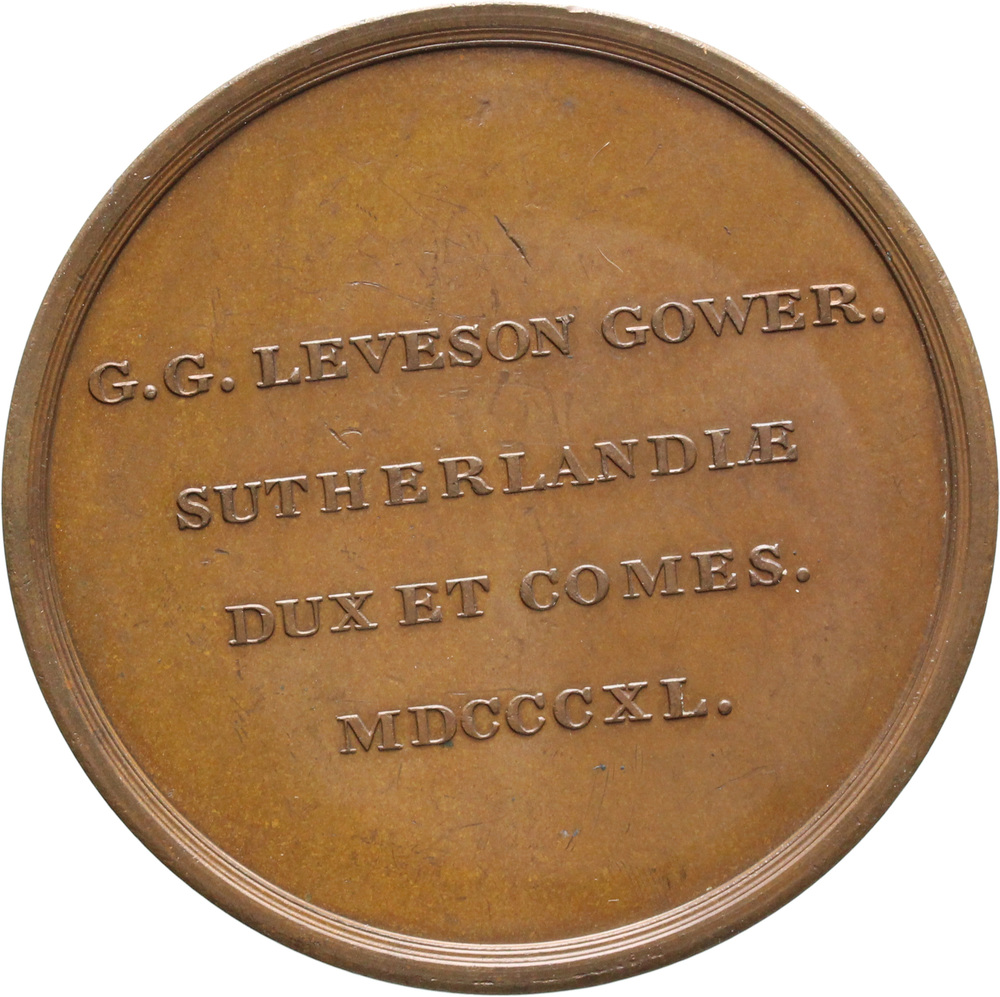 G.G. LEVESON GOWER.
SUTHERLANDIÆ
DUX ET COMES.
MDCCCXL.